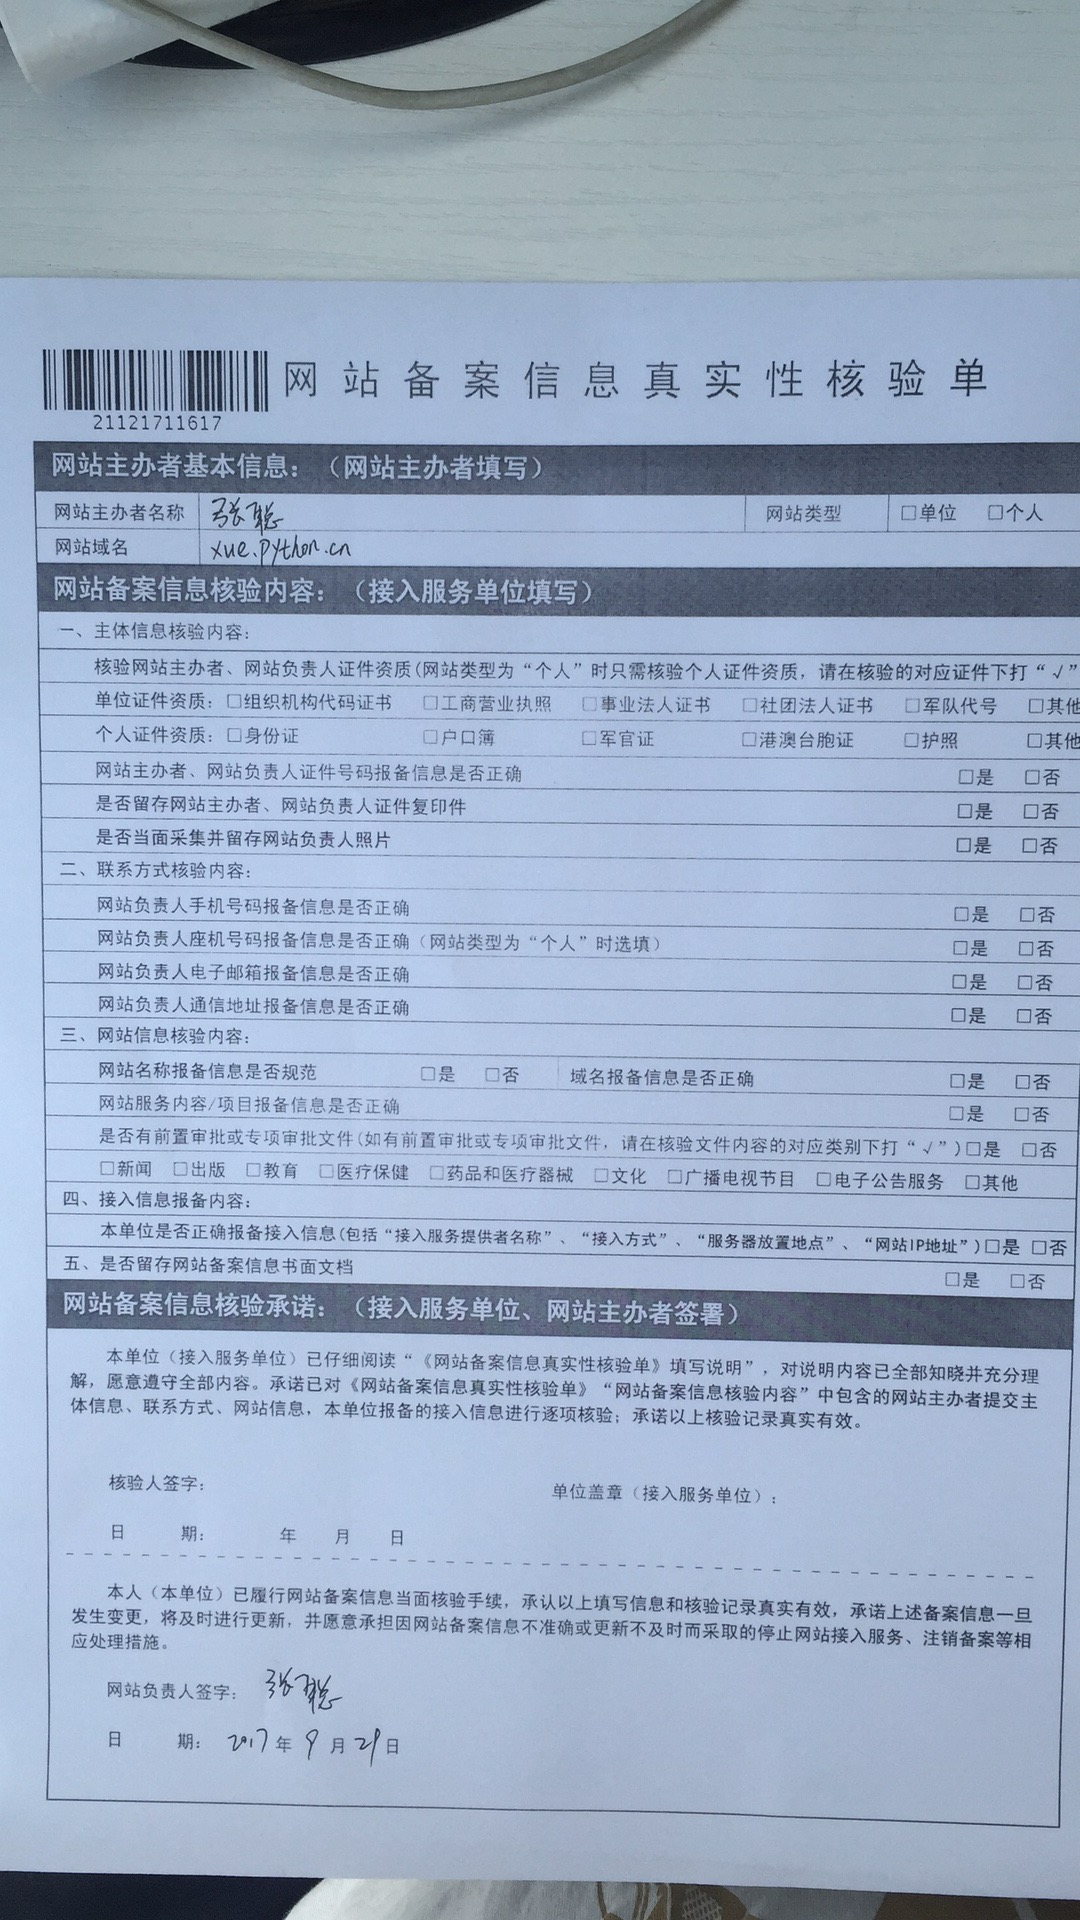 网站备案信息真实性核验单
21121711617
网站主办者基本信息：（网站主办者填写）
网站主办者名称 张聪 网站类型 □单位 □个人
网站域名 xue.python.cn
网站备案信息核验内容：（接入服务单位填写）
一、主体信息核验内容：
核验网站主办者、网站负责人证件资质(网站类型为“个人”时只需核验个人证件资质，请在核验的对应证件下打“√”
单位证件资质：□组织机构代码证书 □工商营业执照 □事业法人证书 □社团法人证书 □军队代号 □其他
个人证件资质：□身份证 □户口簿 □军官证 □港澳台胞证 □护照 □其他
网站主办者、网站负责人证件号码报备信息是否正确 □是 □否
是否留存网站主办者、网站负责人证件复印件 □是 □否
是否当面采集并留存网站负责人照片 □是 □否
二、联系方式核验内容：
网站负责人手机号码报备信息是否正确 □是 □否
网站负责人座机号码报备信息是否正确（网站类型为“个人”时选填） □是 □否
网站负责人电子邮箱报备信息是否正确 □是 □否
网站负责人通信地址报备信息是否正确 □是 □否
三、网站信息核验内容：
网站名称报备信息是否规范 □是 □否 域名报备信息是否正确 □是 □否
网站服务内容/项目报备信息是否正确 □是 □否
是否有前置审批或专项审批文件(如有前置审批或专项审批文件，请在核验文件内容的对应类别下打“√”)□是 □否
□新闻 □出版 □教育 □医疗保健 □药品和医疗器械 □文化 □广播电视节目 □电子公告服务 □其他
四、接入信息报备内容：
本单位是否正确报备接入信息(包括“接入服务提供者名称”、“接入方式”、“服务器放置地点”、“网站IP地址”)□是 □否
五、是否留存网站备案信息书面文档 □是 □否
网站备案信息核验承诺：（接入服务单位、网站主办者签署）
本单位（接入服务单位）已仔细阅读“《网站备案信息真实性核验单》填写说明”，对说明内容已全部知晓并充分理
解，愿意遵守全部内容。承诺已对《网站备案信息真实性核验单》“网站备案信息核验内容”中包含的网站主办者提交主
体信息、联系方式、网站信息，本单位报备的接入信息进行逐项核验；承诺以上核验记录真实有效。
核验人签字： 单位盖章（接入服务单位）：
日 期： 年 月 日
本人（本单位）已履行网站备案信息当面核验手续，承认以上填写信息和核验记录真实有效，承诺上述备案信息一旦
发生变更，将及时进行更新，并愿意承担因网站备案信息不准确或更新不及时而采取的停止网站接入服务、注销备案等相
应处理措施。
网站负责人签字： 张聪
日 期： 2017年 9月 29日